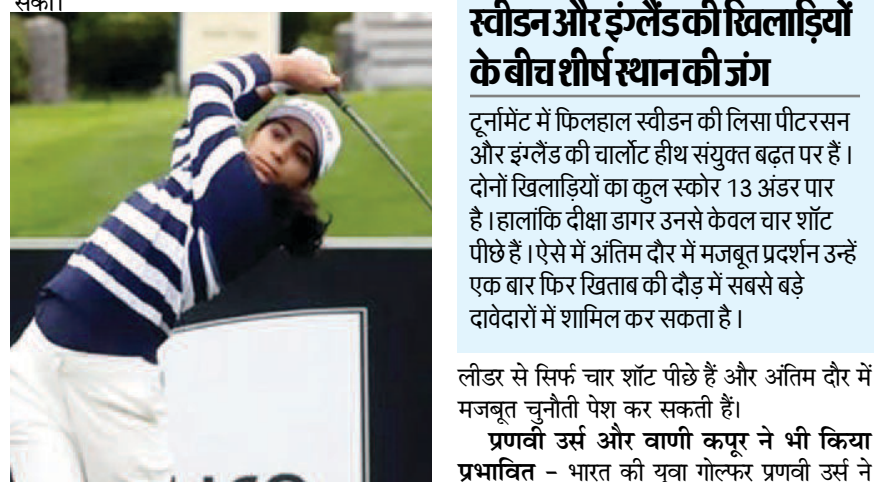 सका।
स्वीडन और इंग्लैंड की खिलाड़ियों
के बीच शीर्ष स्थान की जंग
टूर्नामेंट में फिलहाल स्वीडन की लिसा पीटरसन
और इंग्लैंड की चार्लोट हीथ संयुक्त बढ़त पर हैं।
दोनों खिलाड़ियों का कुल स्कोर 13 अंडर पार
है। हालांकि दीक्षा डागर उनसे केवल चार शॉट
पीछे हैं। ऐसे में अंतिम दौर में मजबूत प्रदर्शन उन्हें
एक बार फिर खिताब की दौड़ में सबसे बड़े
दावेदारों में शामिल कर सकता है।
लीडर से सिर्फ चार शॉट पीछे हैं और अंतिम दौर में
मजबूत चुनौती पेश कर सकती हैं।
प्रणवी उर्स और वाणी कपूर ने भी किया
प्रभावित - भारत की युवा गोल्फर प्रणवी उर्स ने